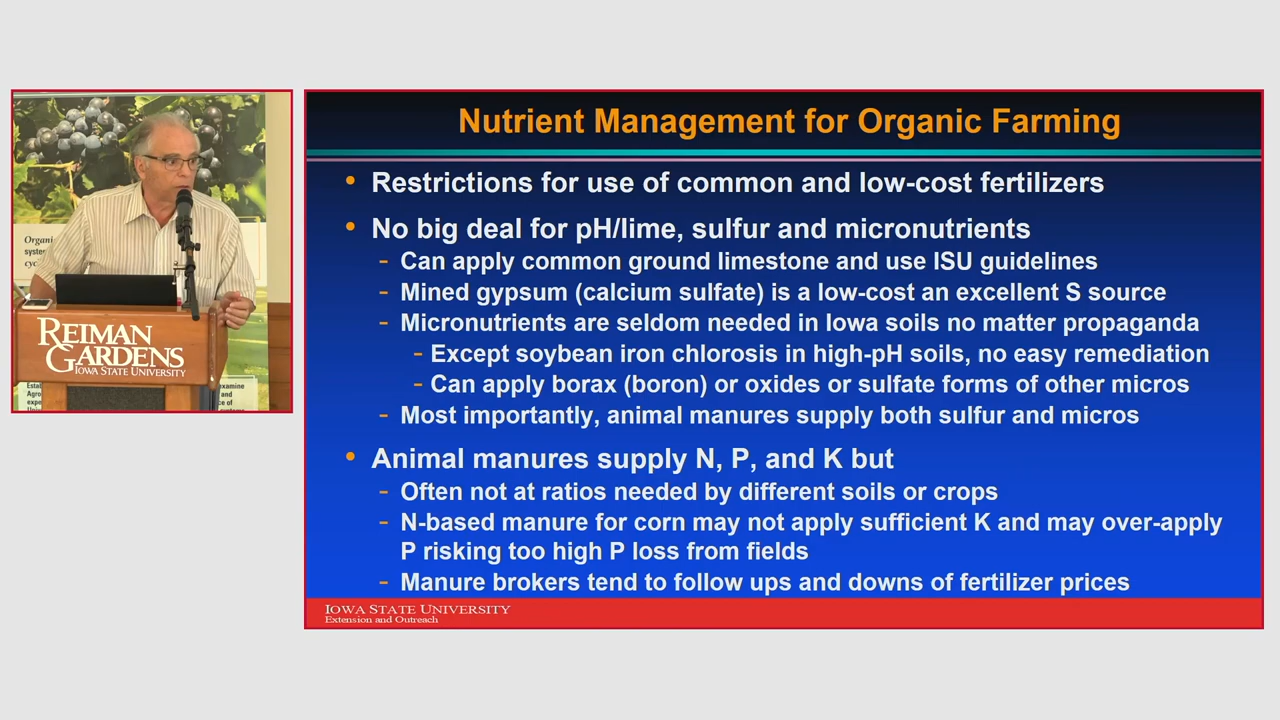 Nutrient Management for Organic Farming
• Restrictions for use of common and low-cost fertilizers
• No big deal for pH/lime, sulfur and micronutrients
- Can apply common ground limestone and use ISU guidelines
- Mined gypsum (calcium sulfate) is a low-cost an excellent S source
- Micronutrients are seldom needed in Iowa soils no matter propaganda
- Except soybean iron chlorosis in high-pH soils, no easy remediation
- Can apply borax (boron) or oxides or sulfate forms of other micros
- Most importantly, animal manures supply both sulfur and micros
• Animal manures supply N, P, and K but
- Often not at ratios needed by different soils or crops
- N-based manure for corn may not apply sufficient K and may over-apply
P risking too high P loss from fields
- Manure brokers tend to follow ups and downs of fertilizer prices
IOWA STATE UNIVERSITY
Extension and Outreach
REIMAN
GARDENS
IOWA STATE UNIVERSITY